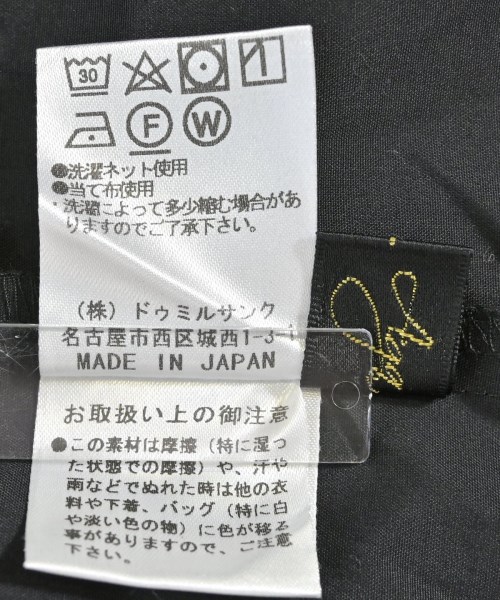 30
F W
●洗濯ネット使用
●当て布使用
・洗濯によって多少縮む場合があ
りますのでご了承下さい。
(株) ドゥミルサンク
名古屋市西区城西1-3-1
MADE IN JAPAN
お取扱い上の御注意
●この素材は摩擦(特に湿っ
た状態での摩擦)や、汗や
雨などでぬれた時は他の衣
料や下着、バッグ(特に白
や淡い色の物)に色が移る
事がありますので、ご注意
下さい。